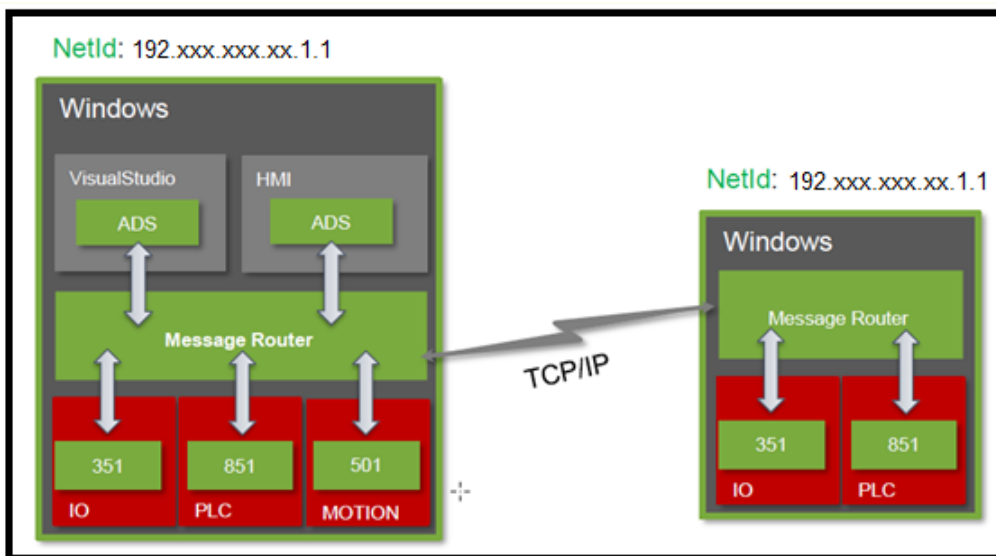 NetId: 192.xxx.xxx.xx.1.1
Windows
VisualStudio
ADS
HMI
ADS
Message Router
351
IO
851
PLC
501
MOTION
TCP/IP
NetId: 192.xxx.xxx.xx.1.1
Windows
Message Router
351
IO
851
PLC